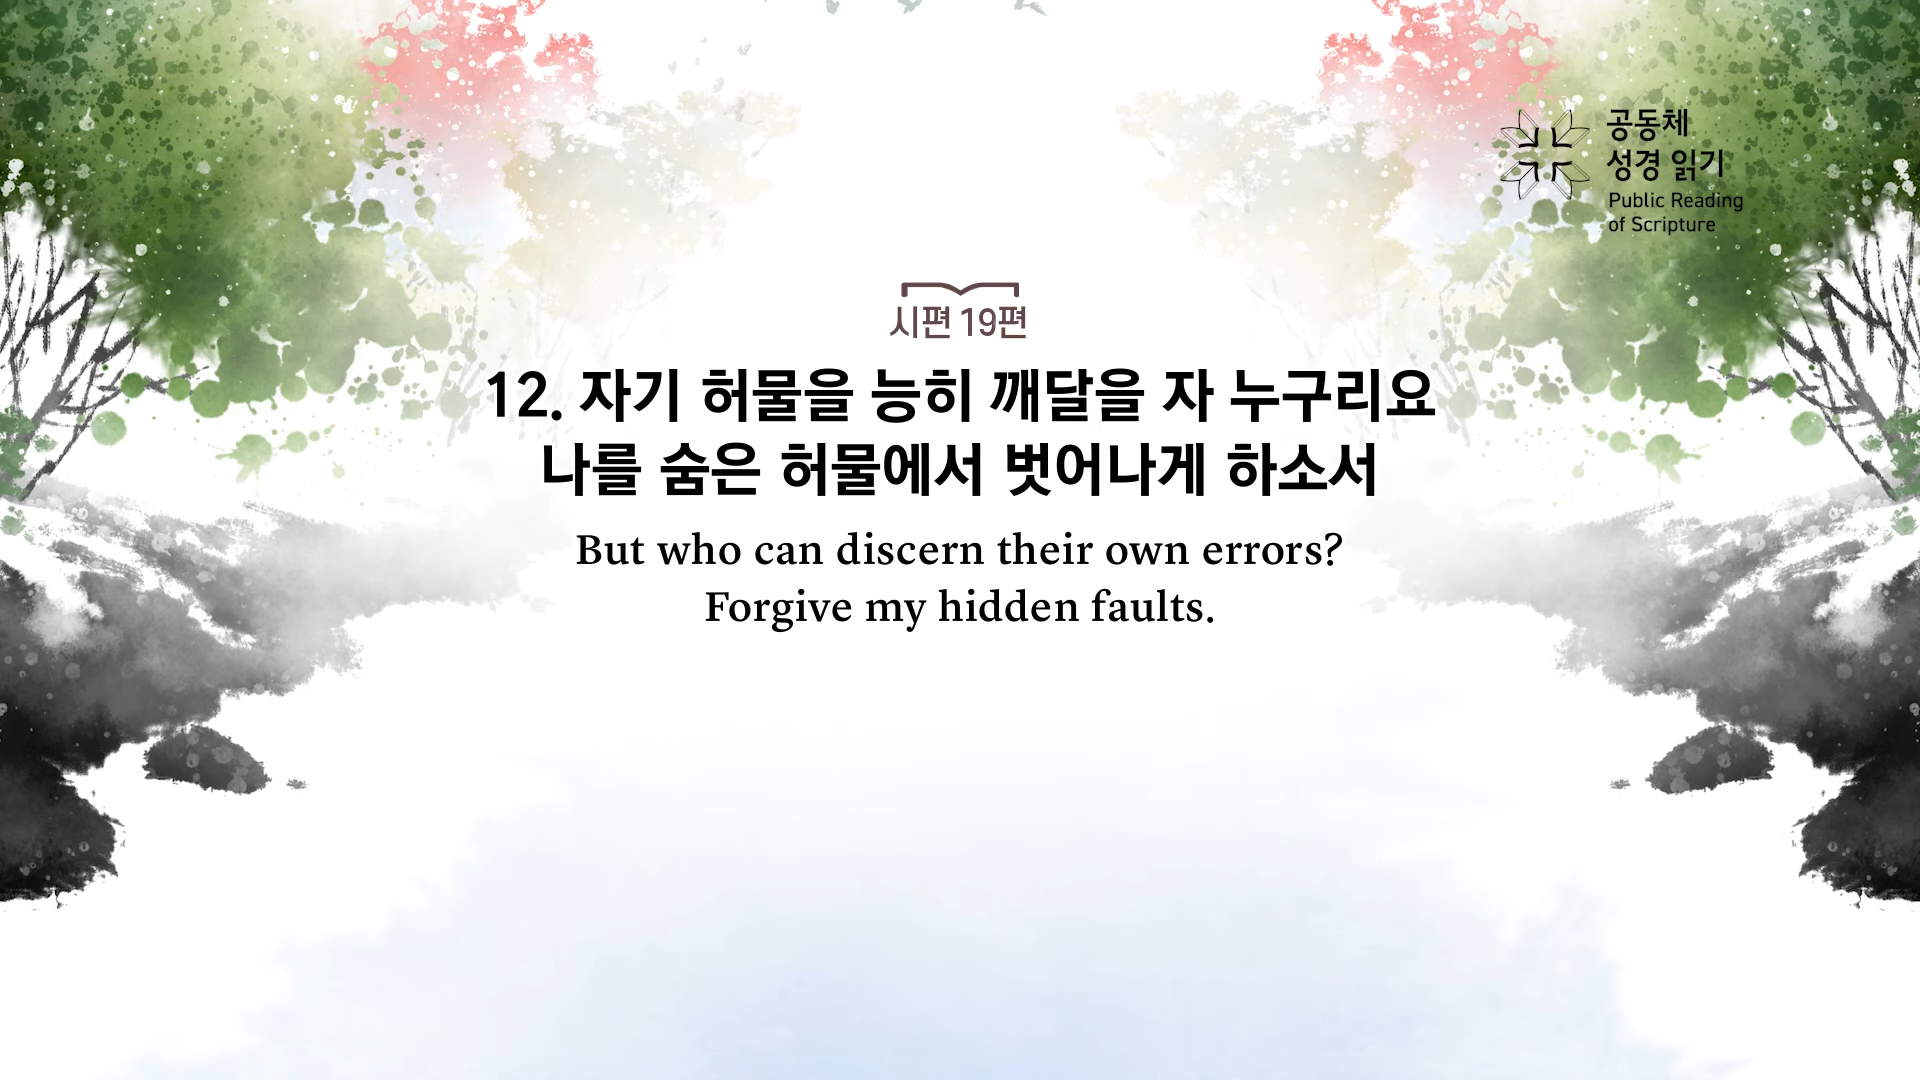 공동체
성경 읽기
Public Reading
of Scripture
시편 19편
12. 자기 허물을 능히 깨달을 자 누구리요
나를 숨은 허물에서 벗어나게 하소서
But who can discern their own errors?
Forgive my hidden faults.